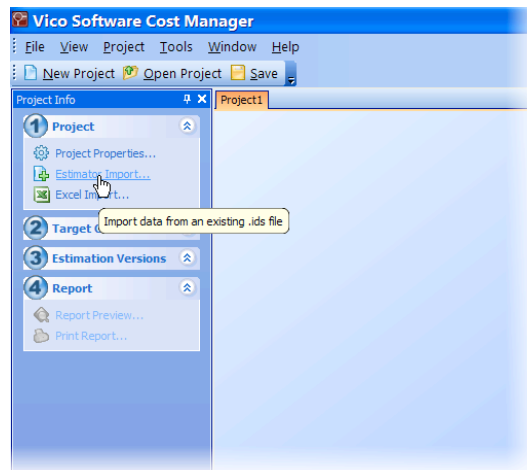 Vico Software Cost Manager
File View Project Tools Window Help
New Project Open Project Save
Project Info Project1
1 Project
Project Properties...
Estimator Import...
Excel Import...
Import data from an existing .ids file
2 Target
3 Estimation Versions
4 Report
Report Preview...
Print Report...